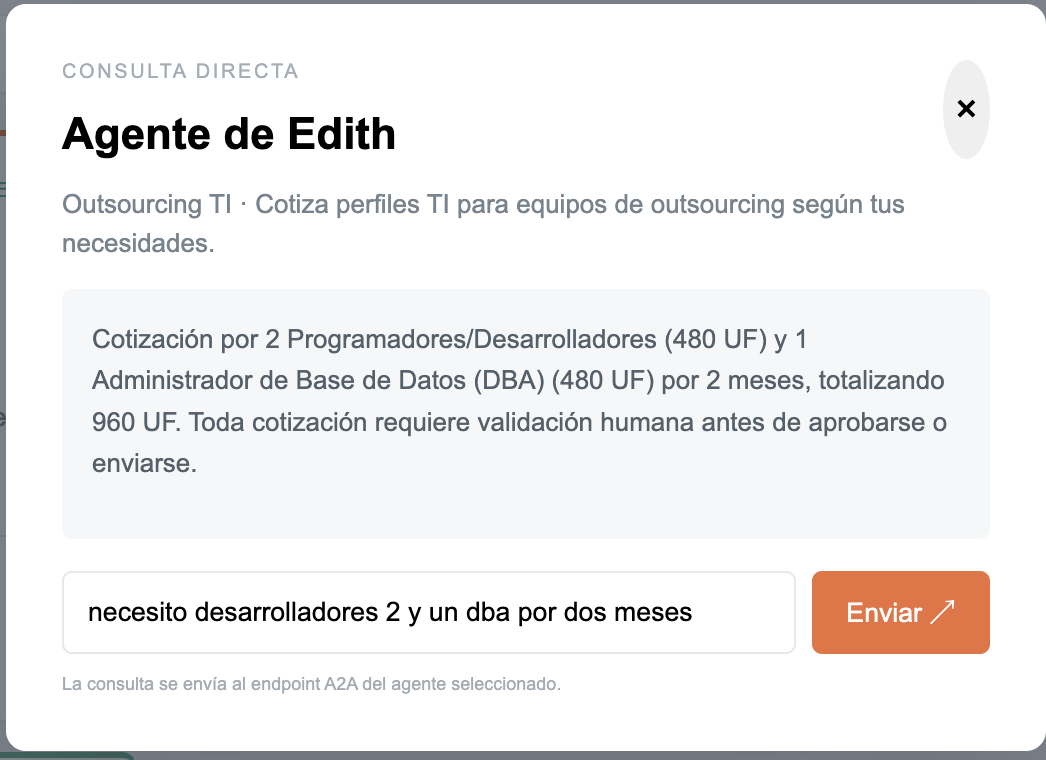 CONSULTA DIRECTA
Agente de Edith
Outsourcing TI · Cotiza perfiles TI para equipos de outsourcing según tus
necesidades.
Cotización por 2 Programadores/Desarrolladores (480 UF) y 1
Administrador de Base de Datos (DBA) (480 UF) por 2 meses, totalizando
960 UF. Toda cotización requiere validación humana antes de aprobarse o
enviarse.
necesito desarrolladores 2 y un dba por dos meses
Enviar ↗
La consulta se envía al endpoint A2A del agente seleccionado.